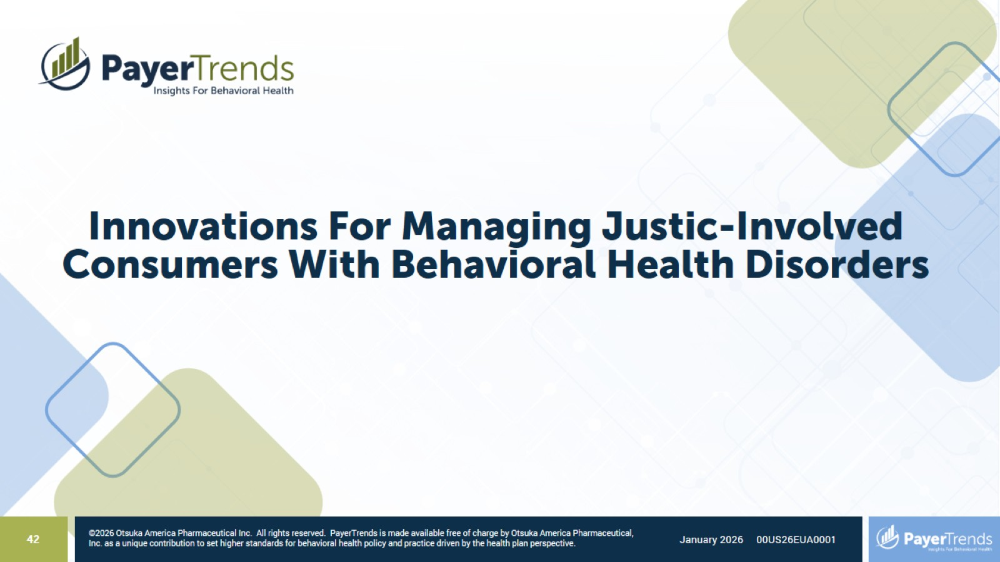 PayerTrends
Insights For Behavioral Health
Innovations For Managing Justic-Involved
Consumers With Behavioral Health Disorders
42
©2026 Otsuka America Pharmaceutical Inc. All rights reserved. PayerTrends is made available free of charge by Otsuka America Pharmaceutical,
Inc. as a unique contribution to set higher standards for behavioral health policy and practice driven by the health plan perspective.
January 2026 00US26EUA0001
PayerTrends
Insights For Behavioral Health